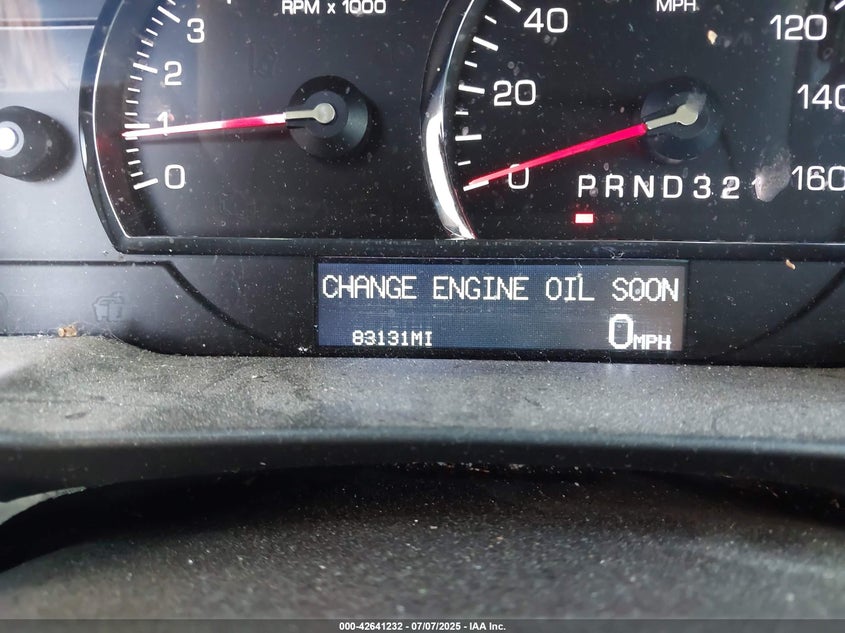 RPM x 1000
MPH
3
2
1
0
40
20
0
120
140
160
PRND321
CHANGE ENGINE OIL SOON
83131MI
0MPH
000-42641232 - 07/07/2025 - IAA Inc.